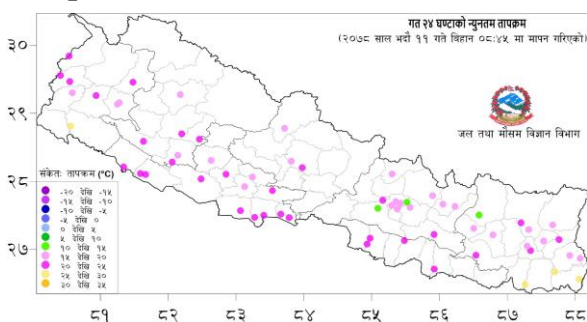 गत २४ घण्टाको न्युनतम तापक्रम
(२०७८ साल भदौ ११ गते बिहान ०८:४५ मा मापन गरिएको)
जल तथा मौसम विज्ञान विभाग
३०
२९
२८
२७
संकेतः तापक्रम (°C)
-२० देखि -१५
-१५ देखि -१०
-१० देखि -५
-५ देखि ०
० देखि ५
५ देखि १०
१० देखि १५
१५ देखि २०
२० देखि २५
२५ देखि ३०
३० देखि ३५
८१ ८२ ८३ ८४ ८५ ८६ ८७ ८८